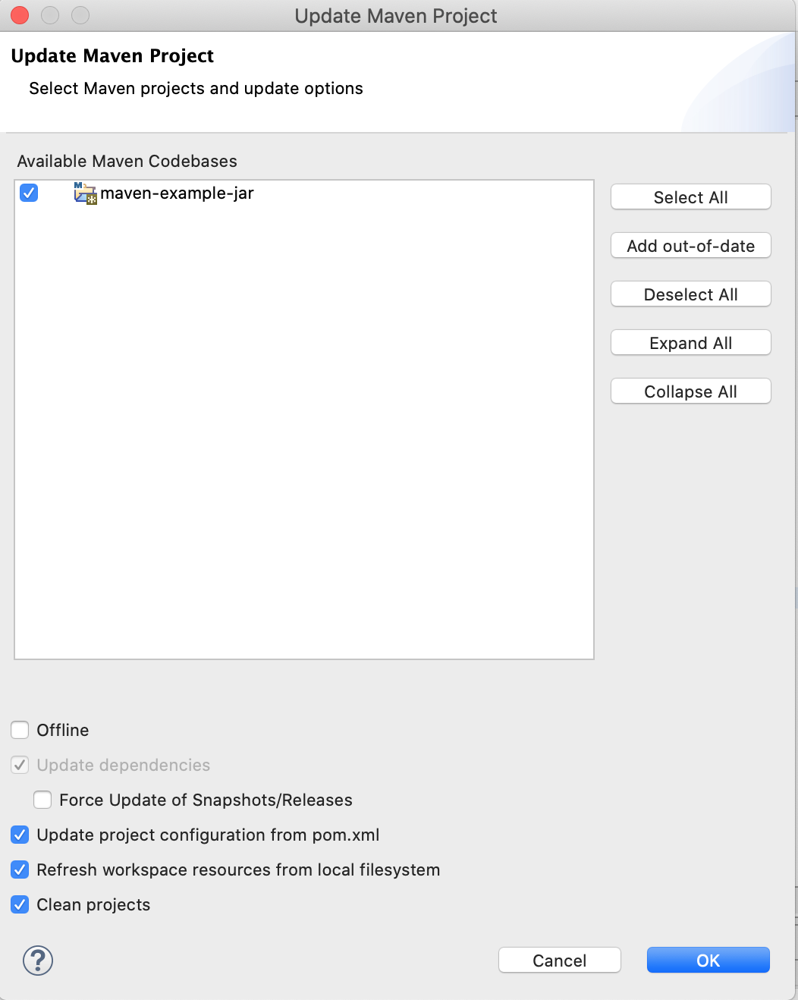 Update Maven Project
Update Maven Project
Select Maven projects and update options
Available Maven Codebases
maven-example-jar
Select All
Add out-of-date
Deselect All
Expand All
Collapse All
Offline
Update dependencies
Force Update of Snapshots/Releases
Update project configuration from pom.xml
Refresh workspace resources from local filesystem
Clean projects
?
Cancel
OK